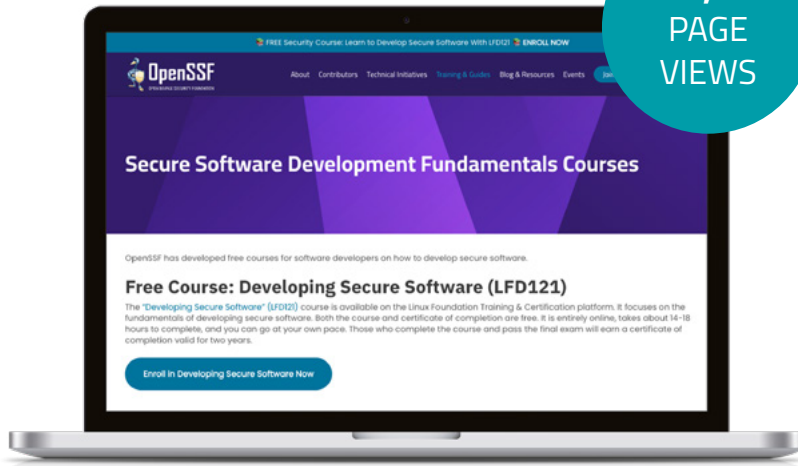 PAGE
VIEWS
FREE Security Course: Learn to Develop Secure Software With LFD121 ENROLL NOW
OpenSSF
OPEN SOURCE SECURITY FOUNDATION
About Contributors Technical Initiatives Training & Guides Blog & Resources Events
Secure Software Development Fundamentals Courses
OpenSSF has developed free courses for software developers on how to develop secure software.
Free Course: Developing Secure Software (LFD121)
The "Developing Secure Software" (LFD121) course is available on the Linux Foundation Training & Certification platform. It focuses on the
fundamentals of developing secure software. Both the course and certificate of completion are free. It is entirely online, takes about 14-18
hours to complete, and you can go at your own pace. Those who complete the course and pass the final exam will earn a certificate of
completion valid for two years.
Enroll in Developing Secure Software Now